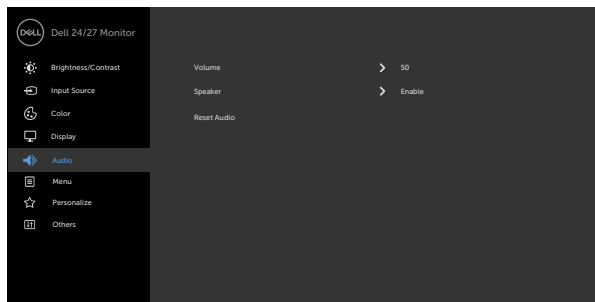 DELL Dell 24/27 Monitor
Brightness/Contrast Volume 50
Input Source Speaker Enable
Color Reset Audio
Display
Audio
Menu
Personalize
Others